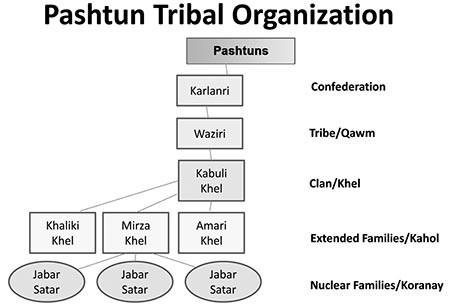 Pashtun Tribal Organization
Pashtuns
Karlanri
Confederation
Waziri
Tribe/Qawm
Kabuli
Khel
Clan/Khel
Khaliki
Khel
Mirza
Khel
Amari
Khel
Extended Families/Kahol
Jabar
Satar
Jabar
Satar
Jabar
Satar
Nuclear Families/Koranay